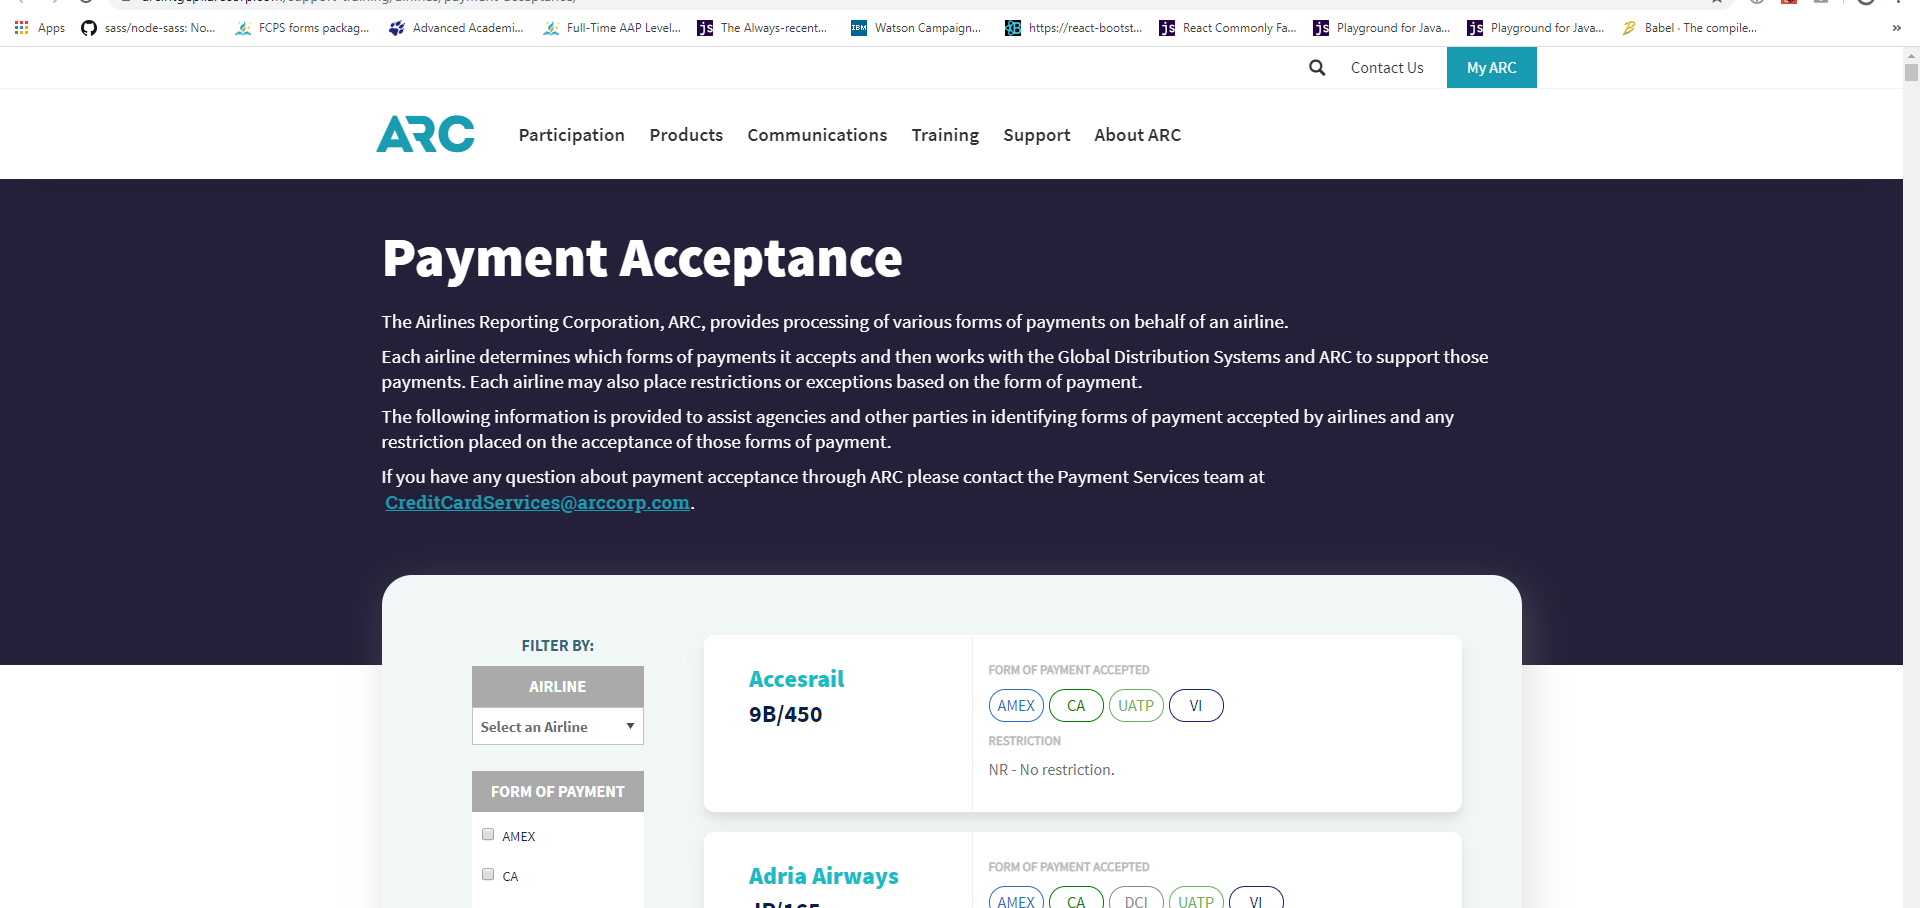 Apps
sass/node-sass: No...
FCPS forms packag...
Advanced Academi...
Full-Time AAP Level...
The Always-recent...
Watson Campaign...
https://react-bootst...
React Commonly Fa...
Playground for Java...
Playground for Java...
Babel · The compile...
»
Contact Us
My ARC
ARC
Participation
Products
Communications
Training
Support
About ARC
Payment Acceptance
The Airlines Reporting Corporation, ARC, provides processing of various forms of payments on behalf of an airline.
Each airline determines which forms of payments it accepts and then works with the Global Distribution Systems and ARC to support those
payments. Each airline may also place restrictions or exceptions based on the form of payment.
The following information is provided to assist agencies and other parties in identifying forms of payment accepted by airlines and any
restriction placed on the acceptance of those forms of payment.
If you have any question about payment acceptance through ARC please contact the Payment Services team at
CreditCardServices@arccorp.com.
FILTER BY:
AIRLINE
Select an Airline
FORM OF PAYMENT
AMEX
CA
Accesrail
9B/450
FORM OF PAYMENT ACCEPTED
AMEX CA UATP VI
RESTRICTION
NR - No restriction.
Adria Airways
FORM OF PAYMENT ACCEPTED
AMEX CA DCI UATP VI